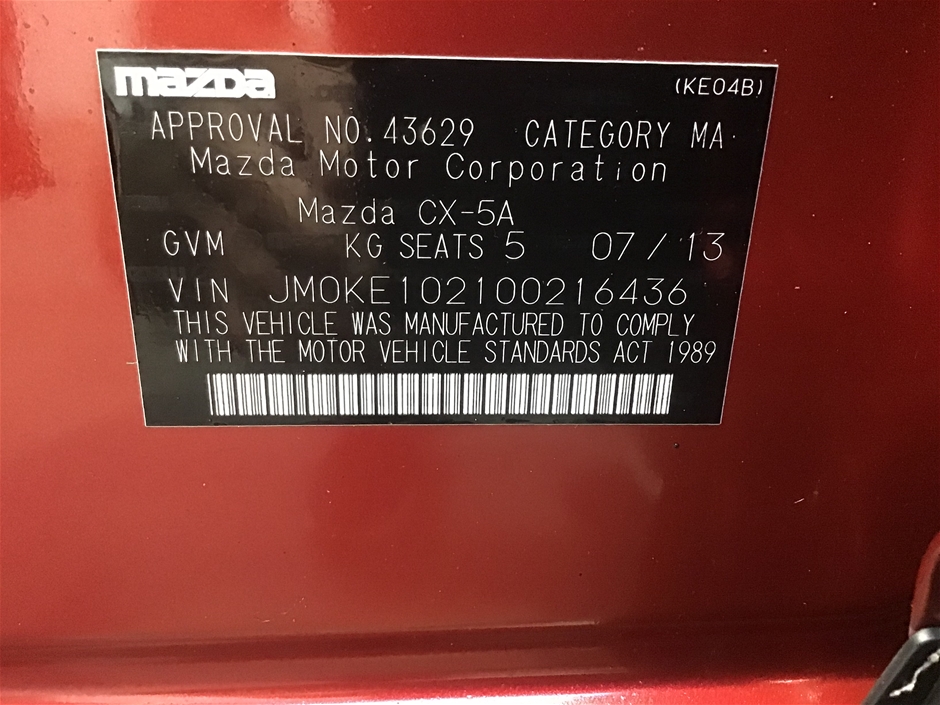 mazda (KE04B)
APPROVAL NO.43629 CATEGORY MA
Mazda Motor Corporation
Mazda CX-5A
GVM KG SEATS 5 07/13
VIN JM0KE102100216436
THIS VEHICLE WAS MANUFACTURED TO COMPLY
WITH THE MOTOR VEHICLE STANDARDS ACT 1989